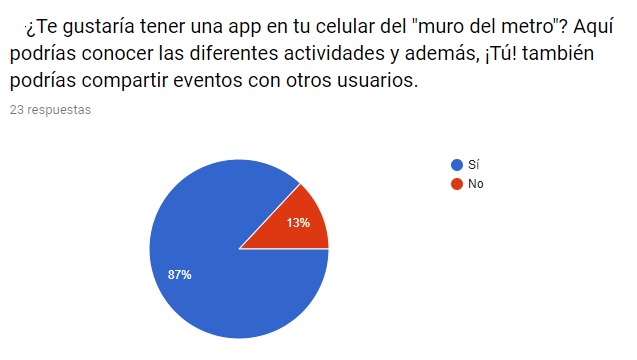 ·¿Te gustaría tener una app en tu celular del "muro del metro"? Aquí
podrías conocer las diferentes actividades y además, ¡Tú! también
podrías compartir eventos con otros usuarios.
23 respuestas
Sí
No
13%
87%